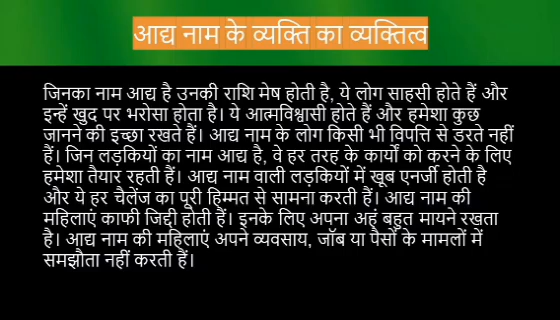 आद्य नाम के व्यक्ति का व्यक्तित्व
जिनका नाम आद्य है उनकी राशि मेष होती है, ये लोग साहसी होते हैं और
इन्हें खुद पर भरोसा होता है। ये आत्मविश्वासी होते हैं और हमेशा कुछ
जानने की इच्छा रखते हैं। आद्य नाम के लोग किसी भी विपत्ति से डरते नहीं
हैं। जिन लड़कियों का नाम आद्य है, वे हर तरह के कार्यों को करने के लिए
हमेशा तैयार रहती हैं। आद्य नाम वाली लड़कियों में खूब एनर्जी होती है
और ये हर चैलेंज का पूरी हिम्मत से सामना करती हैं। आद्य नाम की
महिलाएं काफी जिद्दी होती हैं। इनके लिए अपना अहं बहुत मायने रखता
है। आद्य नाम की महिलाएं अपने व्यवसाय, जॉब या पैसों के मामलों में
समझौता नहीं करती हैं।